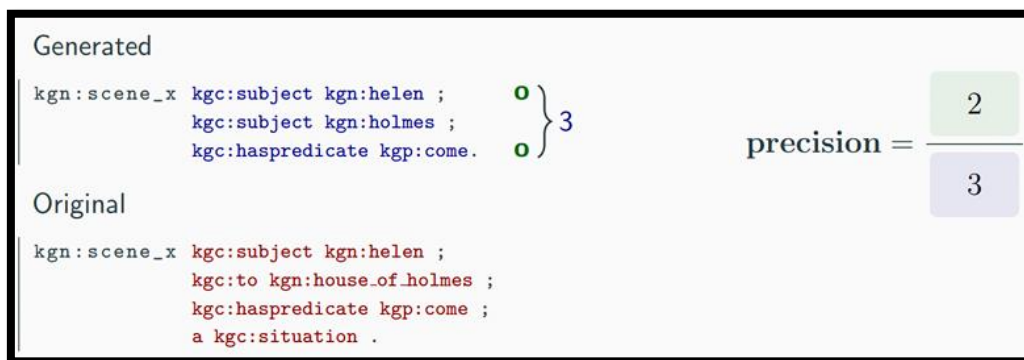 Generated
kgn:scene_x kgc:subject kgn:helen ; o
kgc:subject kgn:holmes ; 3
kgc:haspredicate kgp:come. o
precision = 2
3
Original
kgn:scene_x kgc:subject kgn:helen ;
kgc:to kgn:house_of_holmes ;
kgc:haspredicate kgp:come ;
a kgc:situation .